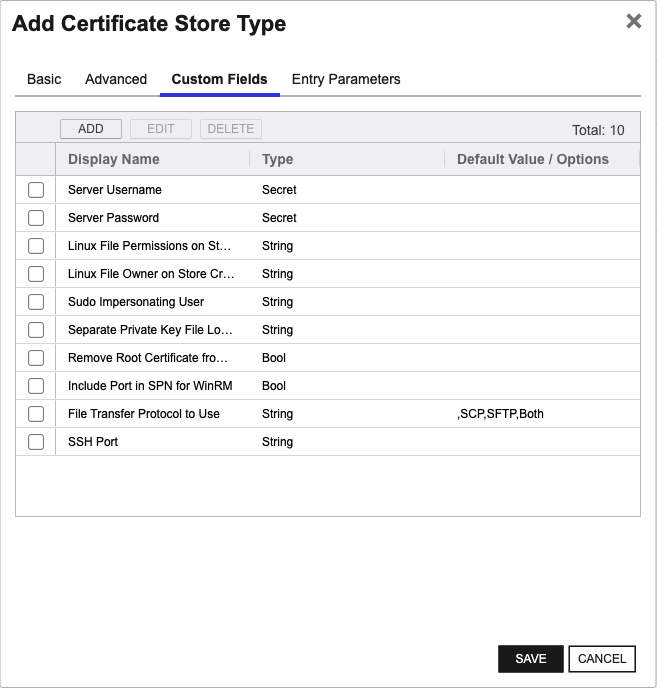 Add Certificate Store Type
Basic Advanced Custom Fields Entry Parameters
ADD EDIT DELETE Total: 10
Display Name Type Default Value / Options
Server Username Secret
Server Password Secret
Linux File Permissions on St... String
Linux File Owner on Store Cr... String
Sudo Impersonating User String
Separate Private Key File Lo... String
Remove Root Certificate fro... Bool
Include Port in SPN for WinRM Bool
File Transfer Protocol to Use String ,SCP,SFTP,Both
SSH Port String
SAVE CANCEL